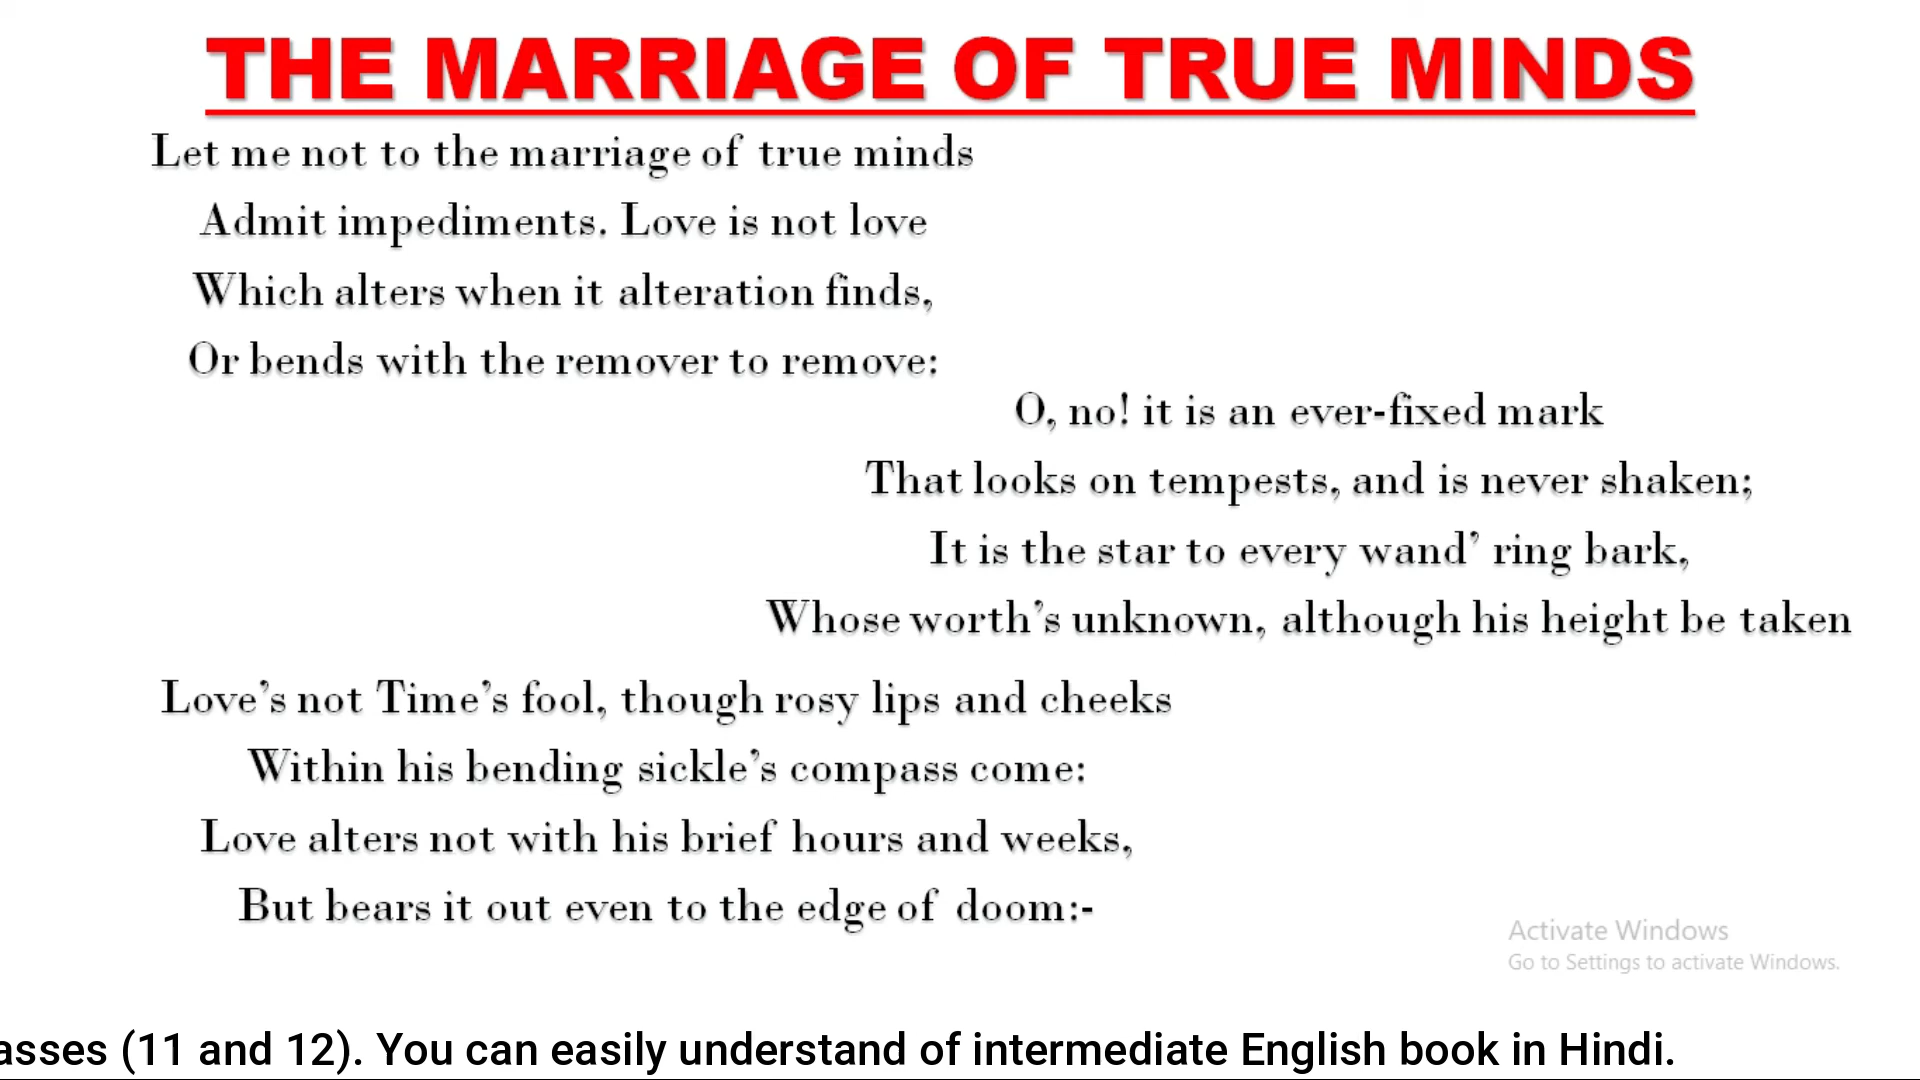 THE MARRIAGE OF TRUE MINDS
Let me not to the marriage of true minds
Admit impediments. Love is not love
Which alters when it alteration finds,
Or bends with the remover to remove:
O, no! it is an ever-fixed mark
That looks on tempests, and is never shaken;
It is the star to every wand’ ring bark,
Whose worth’s unknown, although his height be taken
Love’s not Time’s fool, though rosy lips and cheeks
Within his bending sickle’s compass come:
Love alters not with his brief hours and weeks,
But bears it out even to the edge of doom:-
Activate Windows
Go to Settings to activate Windows.
asses (11 and 12). You can easily understand of intermediate English book in Hindi.